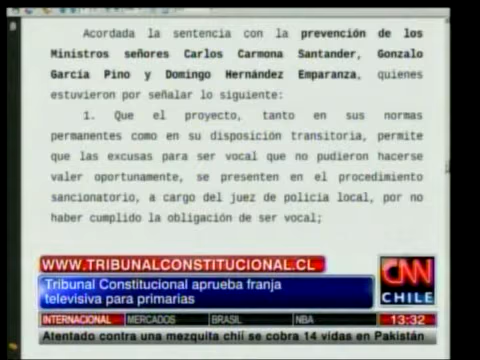 Acordada la sentencia con la prevención de los
Ministros señores Carlos Carmona Santander, Gonzalo
García Pino y Domingo Hernández Emparanza, quienes
estuvieron por señalar lo siguiente:
1. Que el proyecto, tanto en sus normas
permanentes como en su disposición transitoria, permite
que las excusas para ser vocal que no pudieron hacerse
valer oportunamente, se presenten en el procedimiento
sancionatorio, a cargo del juez de policía local, por no
haber cumplido la obligación de ser vocal;
WWW.TRIBUNALCONSTITUCIONAL.CL
Tribunal Constitucional aprueba franja
televisiva para primarias
CNN
CHILE
INTERNACIONAL MERCADOS BRASIL NBA 13:32
Atentado contra una mezquita chií se cobra 14 vidas en Pakistán